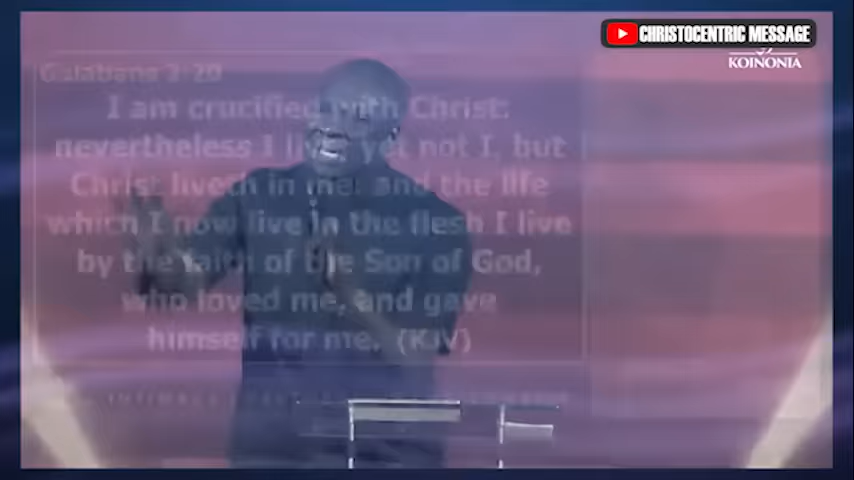 CHRISTOCENTRIC MESSAGE
KOINONIA
Galatians 2:20
I am crucified with Christ:
nevertheless I live; yet not I, but
Christ liveth in me: and the life
which I now live in the flesh I live
by the faith of the Son of God,
who loved me, and gave
himself for me. (KJV)